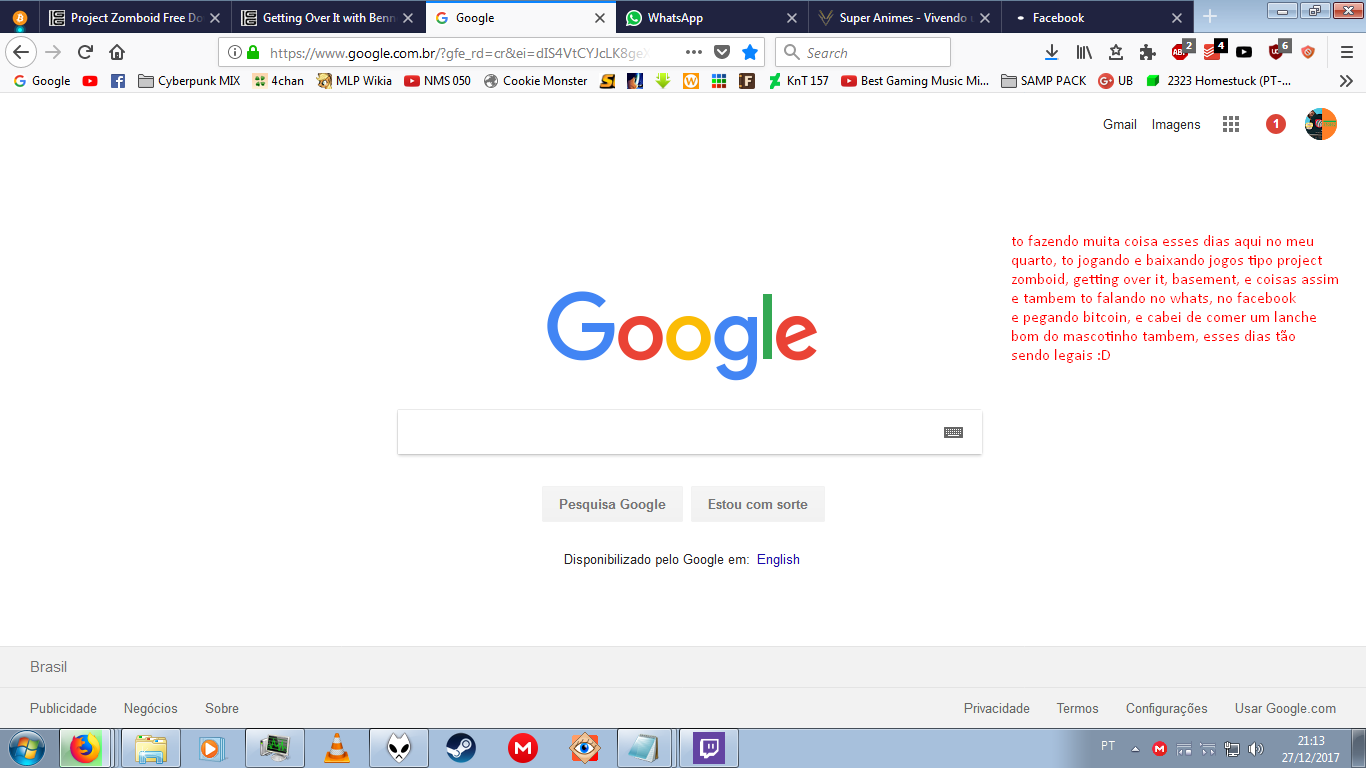 Project Zomboid Free Do
Getting Over It with Benn
Google
WhatsApp
Super Animes - Vivendo
Facebook
https://www.google.com.br/?gfe_rd=cr&ei=dIS4VtCYJcLK8ge
Search
2
4
6
Google
Cyberpunk MIX
4chan
MLP Wikia
NMS 050
Cookie Monster
KnT 157
Best Gaming Music Mi...
SAMP PACK
UB
2323 Homestuck (PT-...
Gmail
Imagens
1
to fazendo muita coisa esses dias aqui no meu
quarto, to jogando e baixando jogos tipo project
zomboid, getting over it, basement, e coisas assim
e tambem to falando no whats, no facebook
e pegando bitcoin, e cabei de comer um lanche
bom do mascotinho tambem, esses dias tão
sendo legais :D
Google
Pesquisa Google
Estou com sorte
Disponibilizado pelo Google em: English
Brasil
Publicidade
Negócios
Sobre
Privacidade
Termos
Configurações
Usar Google.com
PT
21:13
27/12/2017